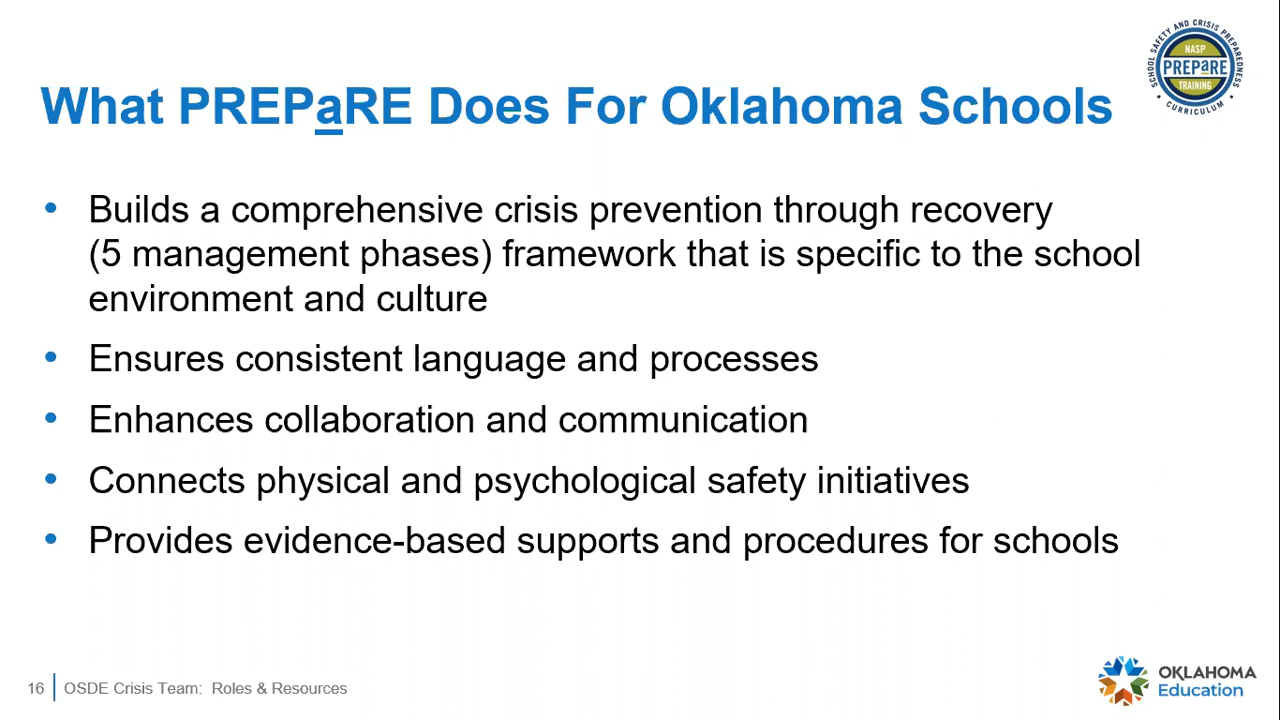 What PREPaRE Does For Oklahoma Schools
SCHOOL SAFETY AND CRISIS PREPAREDNESS
NASP
PREPaRE
TRAINING
• CURRICULUM •
• Builds a comprehensive crisis prevention through recovery
(5 management phases) framework that is specific to the school
environment and culture
• Ensures consistent language and processes
• Enhances collaboration and communication
• Connects physical and psychological safety initiatives
• Provides evidence-based supports and procedures for schools
16 OSDE Crisis Team: Roles & Resources
OKLAHOMA
Education